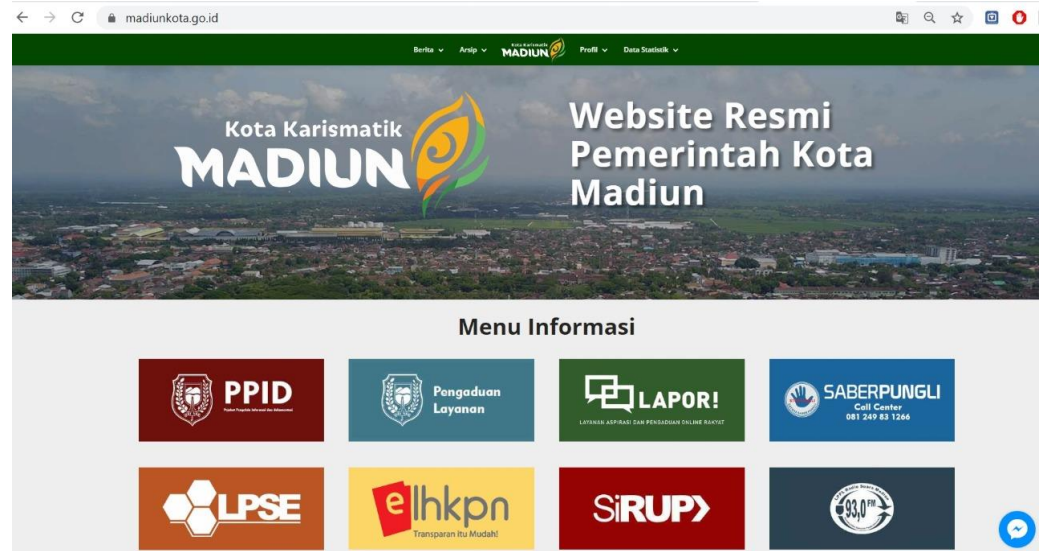 madiunkota.go.id
Berita
Arsip
Kota Karismatik
MADIUN
Profil
Data Statistik
Kota Karismatik
MADIUN
Website Resmi
Pemerintah Kota
Madiun
Menu Informasi
PPID
Pengaduan
Layanan
LAPOR!
LAYANAN ASPIRASI DAN PENGADUAN ONLINE RAKYAT
SABERPUNGLI
Call Center
081 249 83 1266
LPSE
elhkpn
Transparan Itu Mudah!
SiRUP
93,0 FM